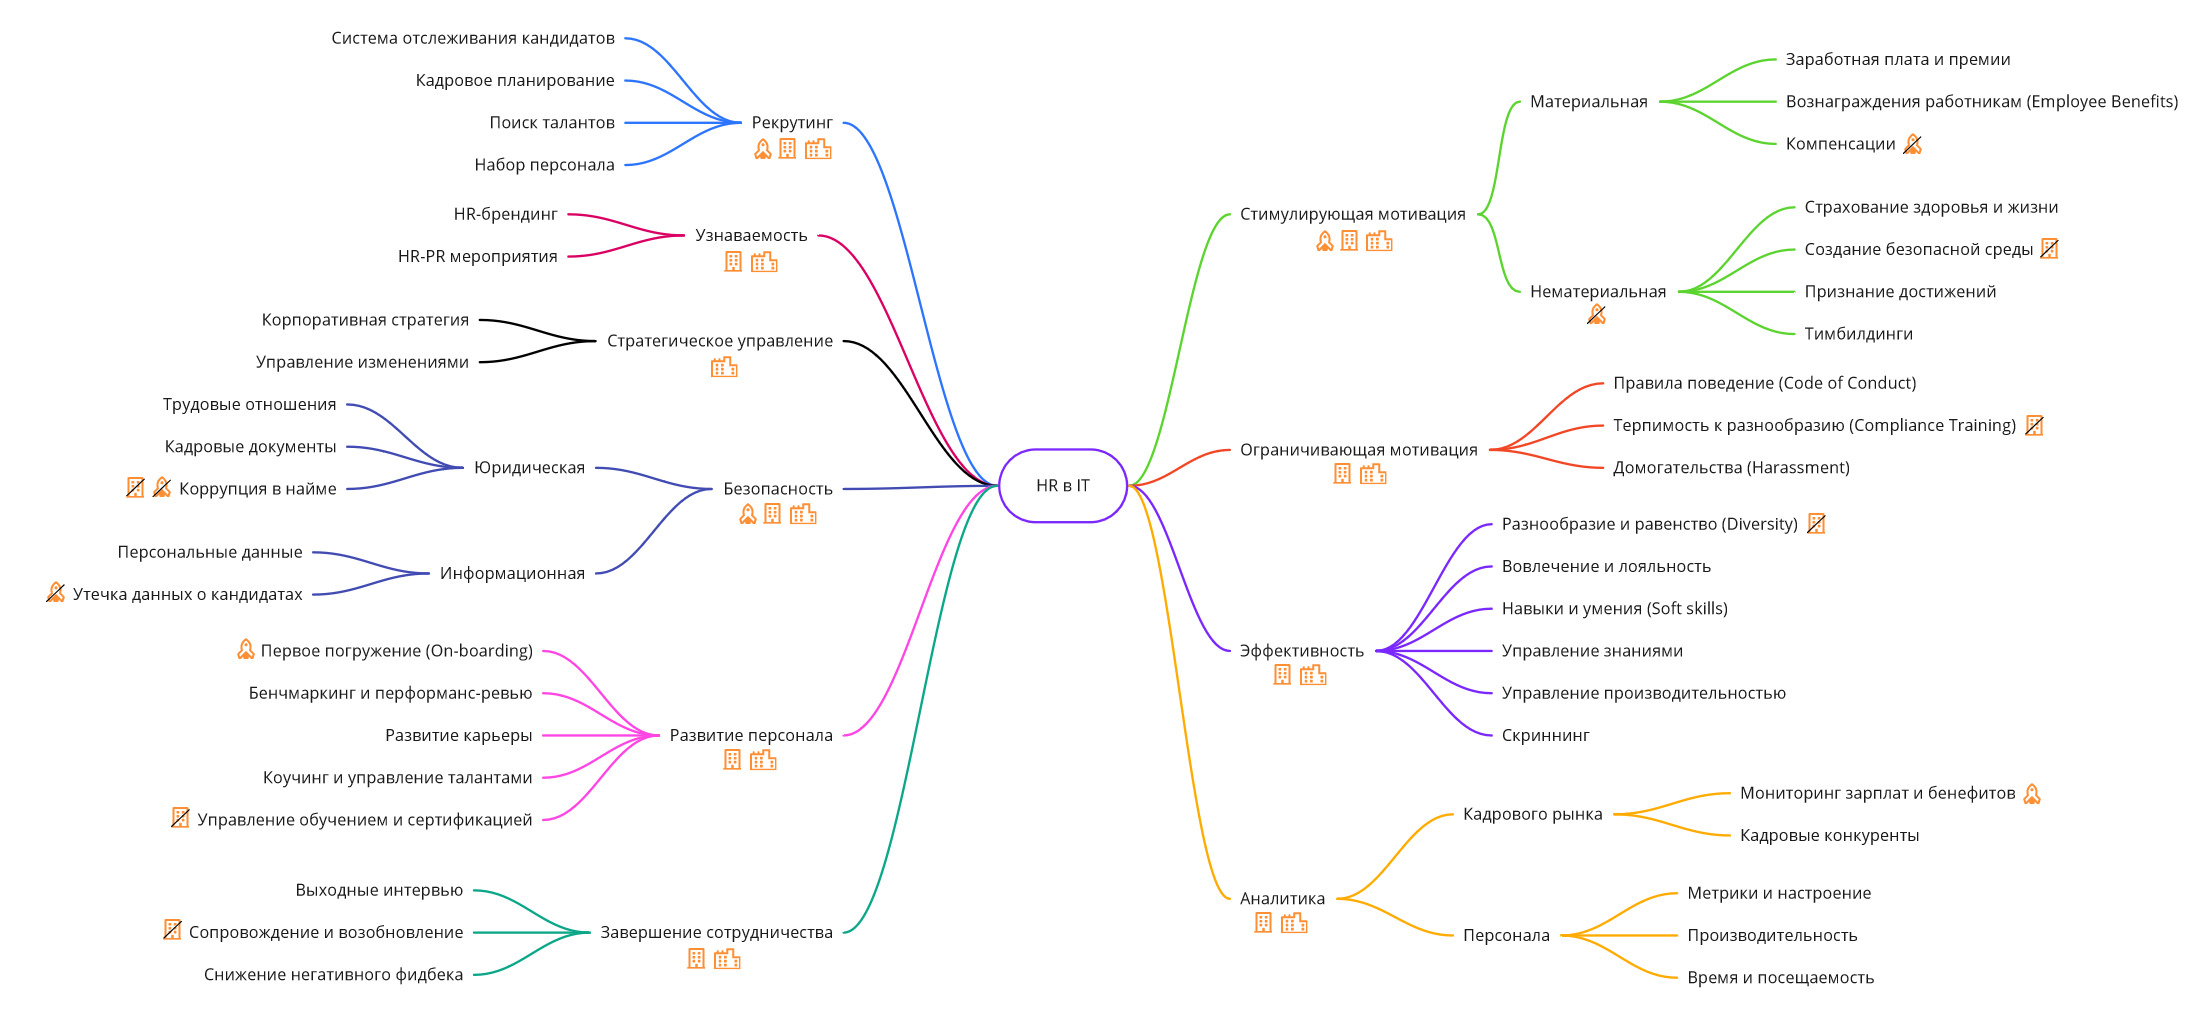 HR в IT
Рекрутинг
Система отслеживания кандидатов
Кадровое планирование
Поиск талантов
Набор персонала
Узнаваемость
HR-брендинг
HR-PR мероприятия
Стратегическое управление
Корпоративная стратегия
Управление изменениями
Безопасность
Юридическая
Трудовые отношения
Кадровые документы
Коррупция в найме
Информационная
Персональные данные
Утечка данных о кандидатах
Развитие персонала
Первое погружение (On-boarding)
Бенчмаркинг и перформанс-ревью
Развитие карьеры
Коучинг и управление талантами
Управление обучением и сертификацией
Завершение сотрудничества
Выходные интервью
Сопровождение и возобновление
Снижение негативного фидбека
Стимулирующая мотивация
Материальная
Заработная плата и премии
Вознаграждения работникам (Employee Benefits)
Компенсации
Нематериальная
Страхование здоровья и жизни
Создание безопасной среды
Признание достижений
Тимбилдинги
Ограничивающая мотивация
Правила поведение (Code of Conduct)
Терпимость к разнообразию (Compliance Training)
Домогательства (Harassment)
Эффективность
Разнообразие и равенство (Diversity)
Вовлечение и лояльность
Навыки и умения (Soft skills)
Управление знаниями
Управление производительностью
Скриннинг
Аналитика
Кадрового рынка
Мониторинг зарплат и бенефитов
Кадровые конкуренты
Персонала
Метрики и настроение
Производительность
Время и посещаемость